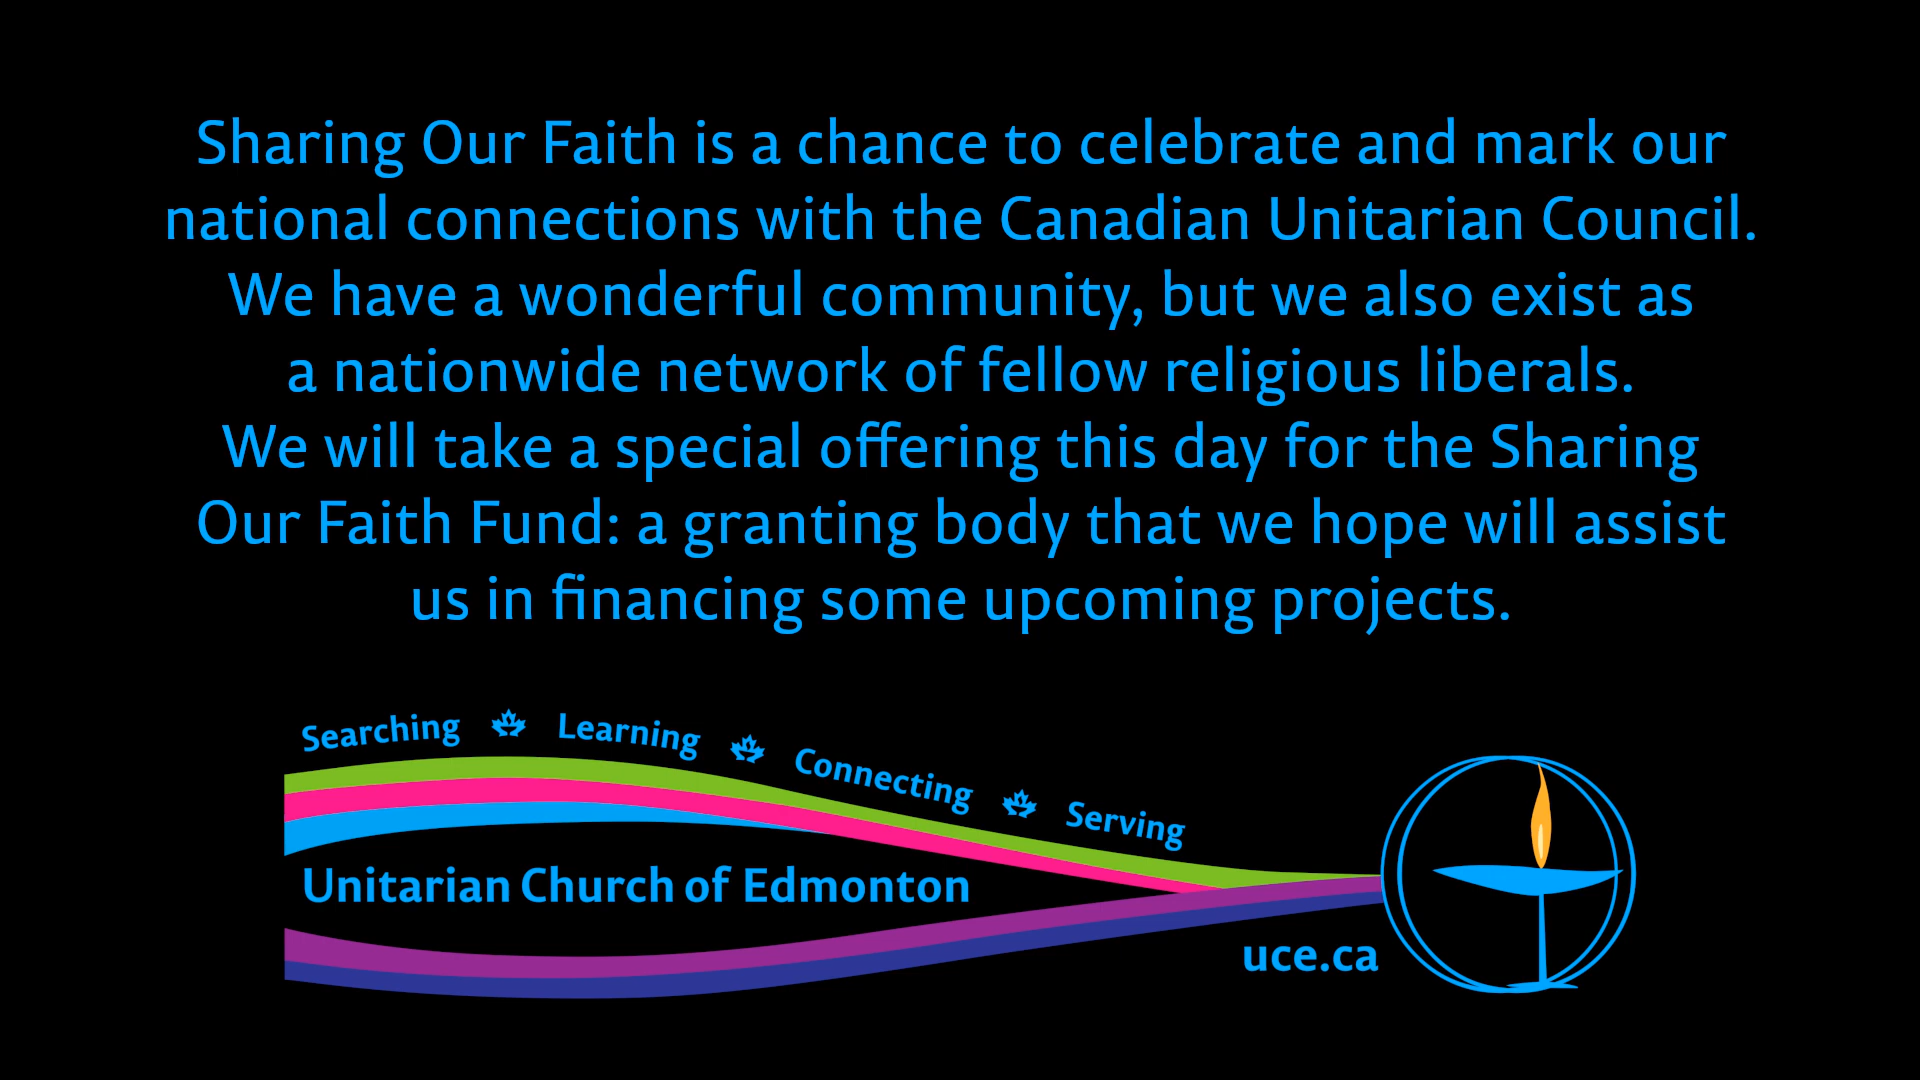 Sharing Our Faith is a chance to celebrate and mark our
national connections with the Canadian Unitarian Council.
We have a wonderful community, but we also exist as
a nationwide network of fellow religious liberals.
We will take a special offering this day for the Sharing
Our Faith Fund: a granting body that we hope will assist
us in financing some upcoming projects.
Searching Learning Connecting Serving
Unitarian Church of Edmonton
uce.ca